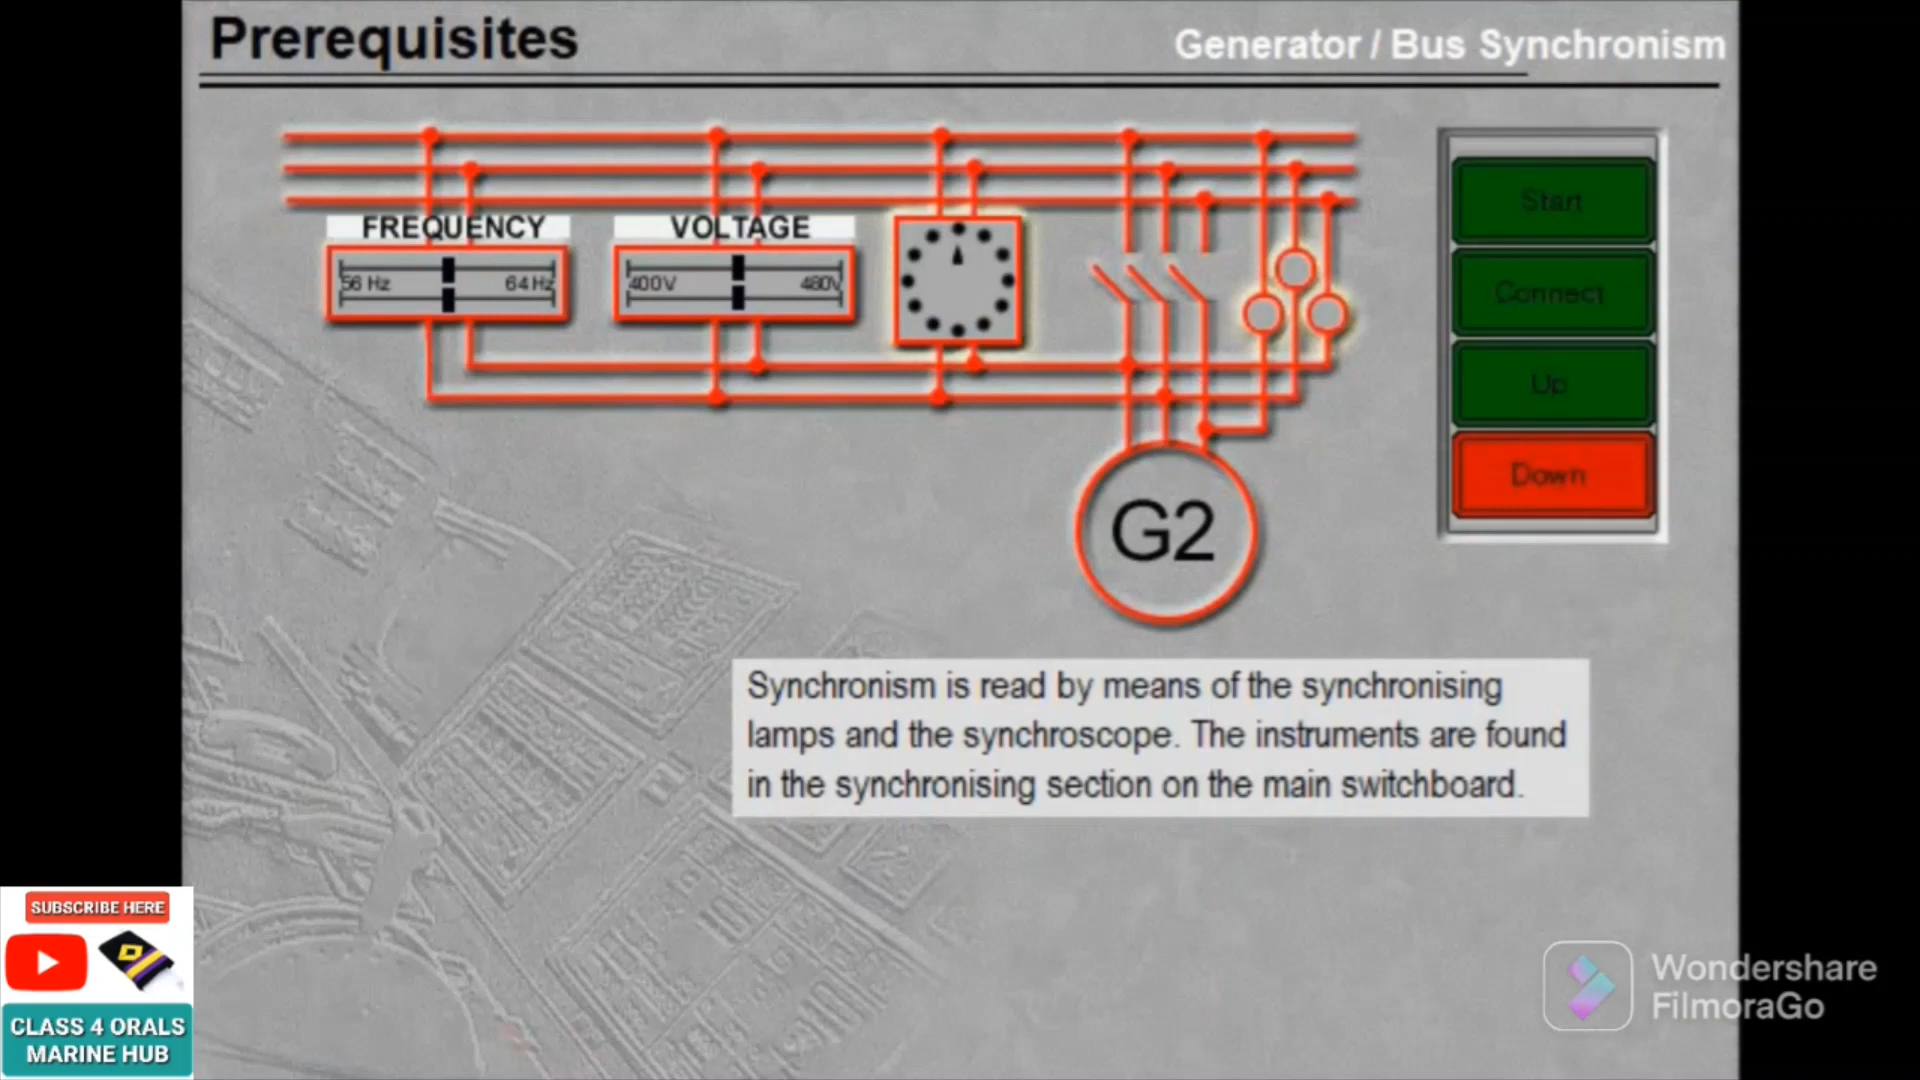 Prerequisites
Generator / Bus Synchronism
FREQUENCY
VOLTAGE
56 Hz
64 Hz
400V
480V
Start
Connect
Up
Down
G2
Synchronism is read by means of the synchronising
lamps and the synchroscope. The instruments are found
in the synchronising section on the main switchboard.
SUBSCRIBE HERE
CLASS 4 ORALS
MARINE HUB
Wondershare
FilmoraGo